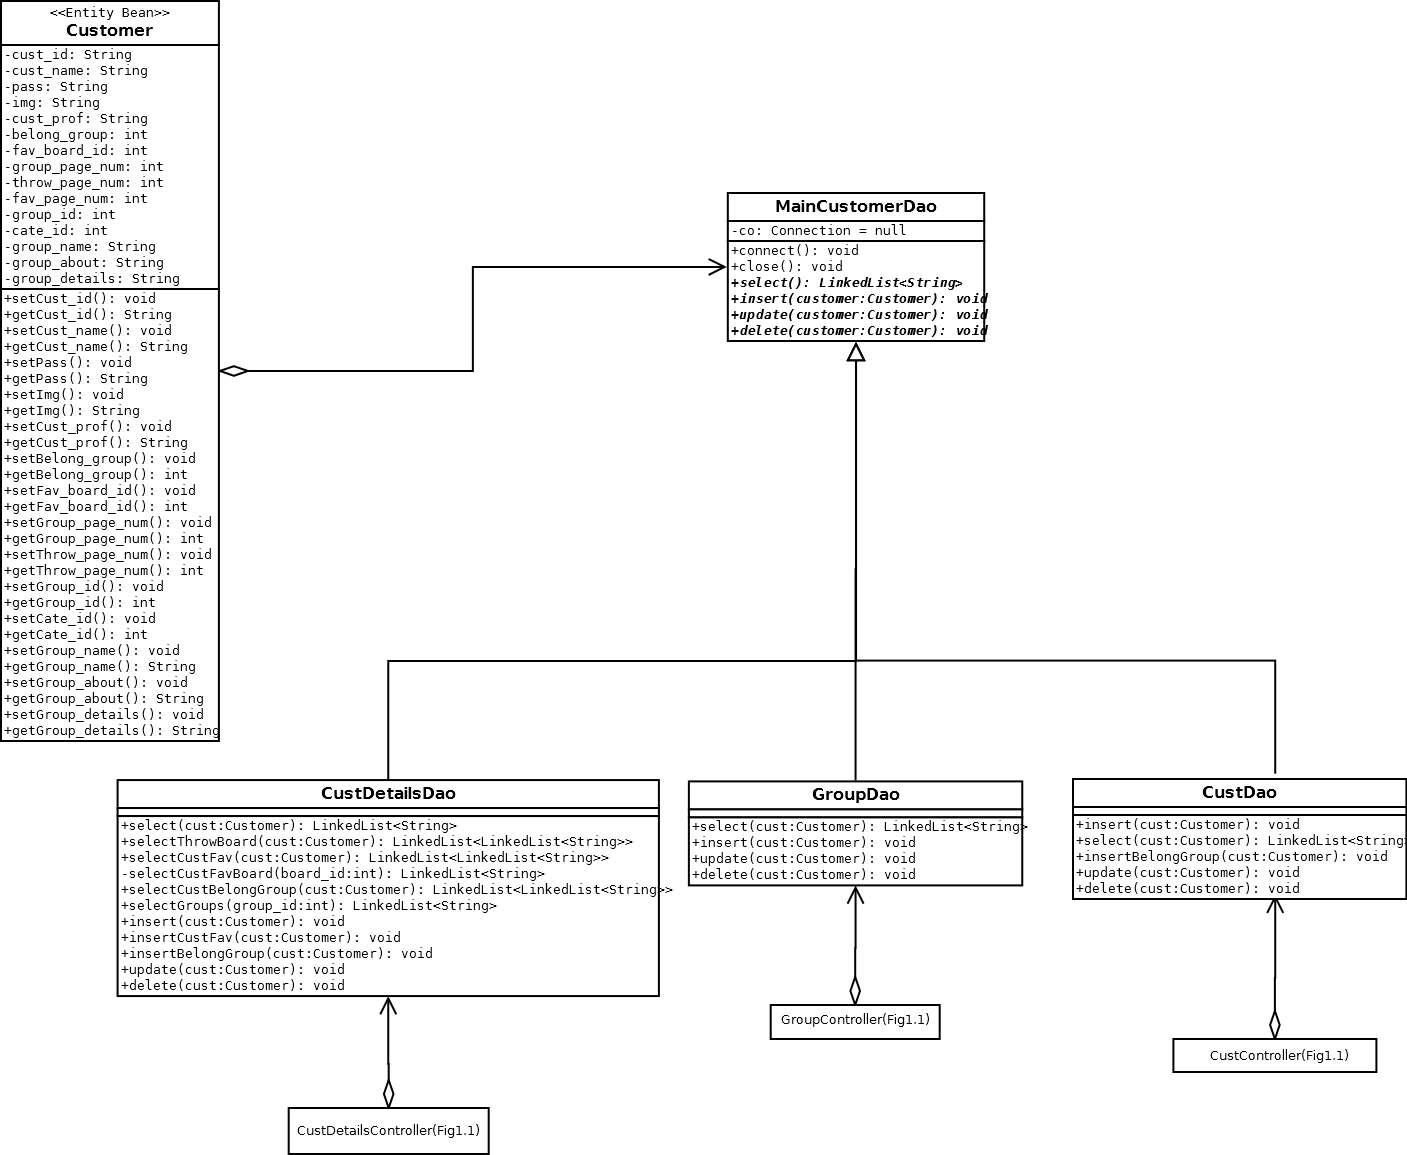 <<Entity Bean>>
Customer
-cust_id: String
-cust_name: String
-pass: String
-img: String
-cust_prof: String
-belong_group: int
-fav_board_id: int
-group_page_num: int
-throw_page_num: int
-fav_page_num: int
-group_id: int
-cate_id: int
-group_name: String
-group_about: String
-group_details: String
+setCust_id(): void
+getCust_id(): String
+setCust_name(): void
+getCust_name(): String
+setPass(): void
+getPass(): String
+setImg(): void
+getImg(): String
+setCust_prof(): void
+getCust_prof(): String
+setBelong_group(): void
+getBelong_group(): int
+setFav_board_id(): void
+getFav_board_id(): int
+setGroup_page_num(): void
+getGroup_page_num(): int
+setThrow_page_num(): void
+getThrow_page_num(): int
+setGroup_id(): void
+getGroup_id(): int
+setCate_id(): void
+getCate_id(): int
+setGroup_name(): void
+getGroup_name(): String
+setGroup_about(): void
+getGroup_about(): String
+setGroup_details(): void
+getGroup_details(): String
MainCustomerDao
-co: Connection = null
+connect(): void
+close(): void
+select(): LinkedList<String>
+insert(customer:Customer): void
+update(customer:Customer): void
+delete(customer:Customer): void
CustDetailsDao
+select(cust:Customer): LinkedList<String>
+selectThrowBoard(cust:Customer): LinkedList<LinkedList<String>>
+selectCustFav(cust:Customer): LinkedList<LinkedList<String>>
-selectCustFavBoard(board_id:int): LinkedList<String>
+selectCustBelongGroup(cust:Customer): LinkedList<LinkedList<String>>
+selectGroups(group_id:int): LinkedList<String>
+insert(cust:Customer): void
+insertCustFav(cust:Customer): void
+insertBelongGroup(cust:Customer): void
+update(cust:Customer): void
+delete(cust:Customer): void
GroupDao
+select(cust:Customer): LinkedList<String>
+insert(cust:Customer): void
+update(cust:Customer): void
+delete(cust:Customer): void
CustDao
+insert(cust:Customer): void
+select(cust:Customer): LinkedList<String>
+insertBelongGroup(cust:Customer): void
+update(cust:Customer): void
+delete(cust:Customer): void
GroupController(Fig1.1)
CustController(Fig1.1)
CustDetailsController(Fig1.1)